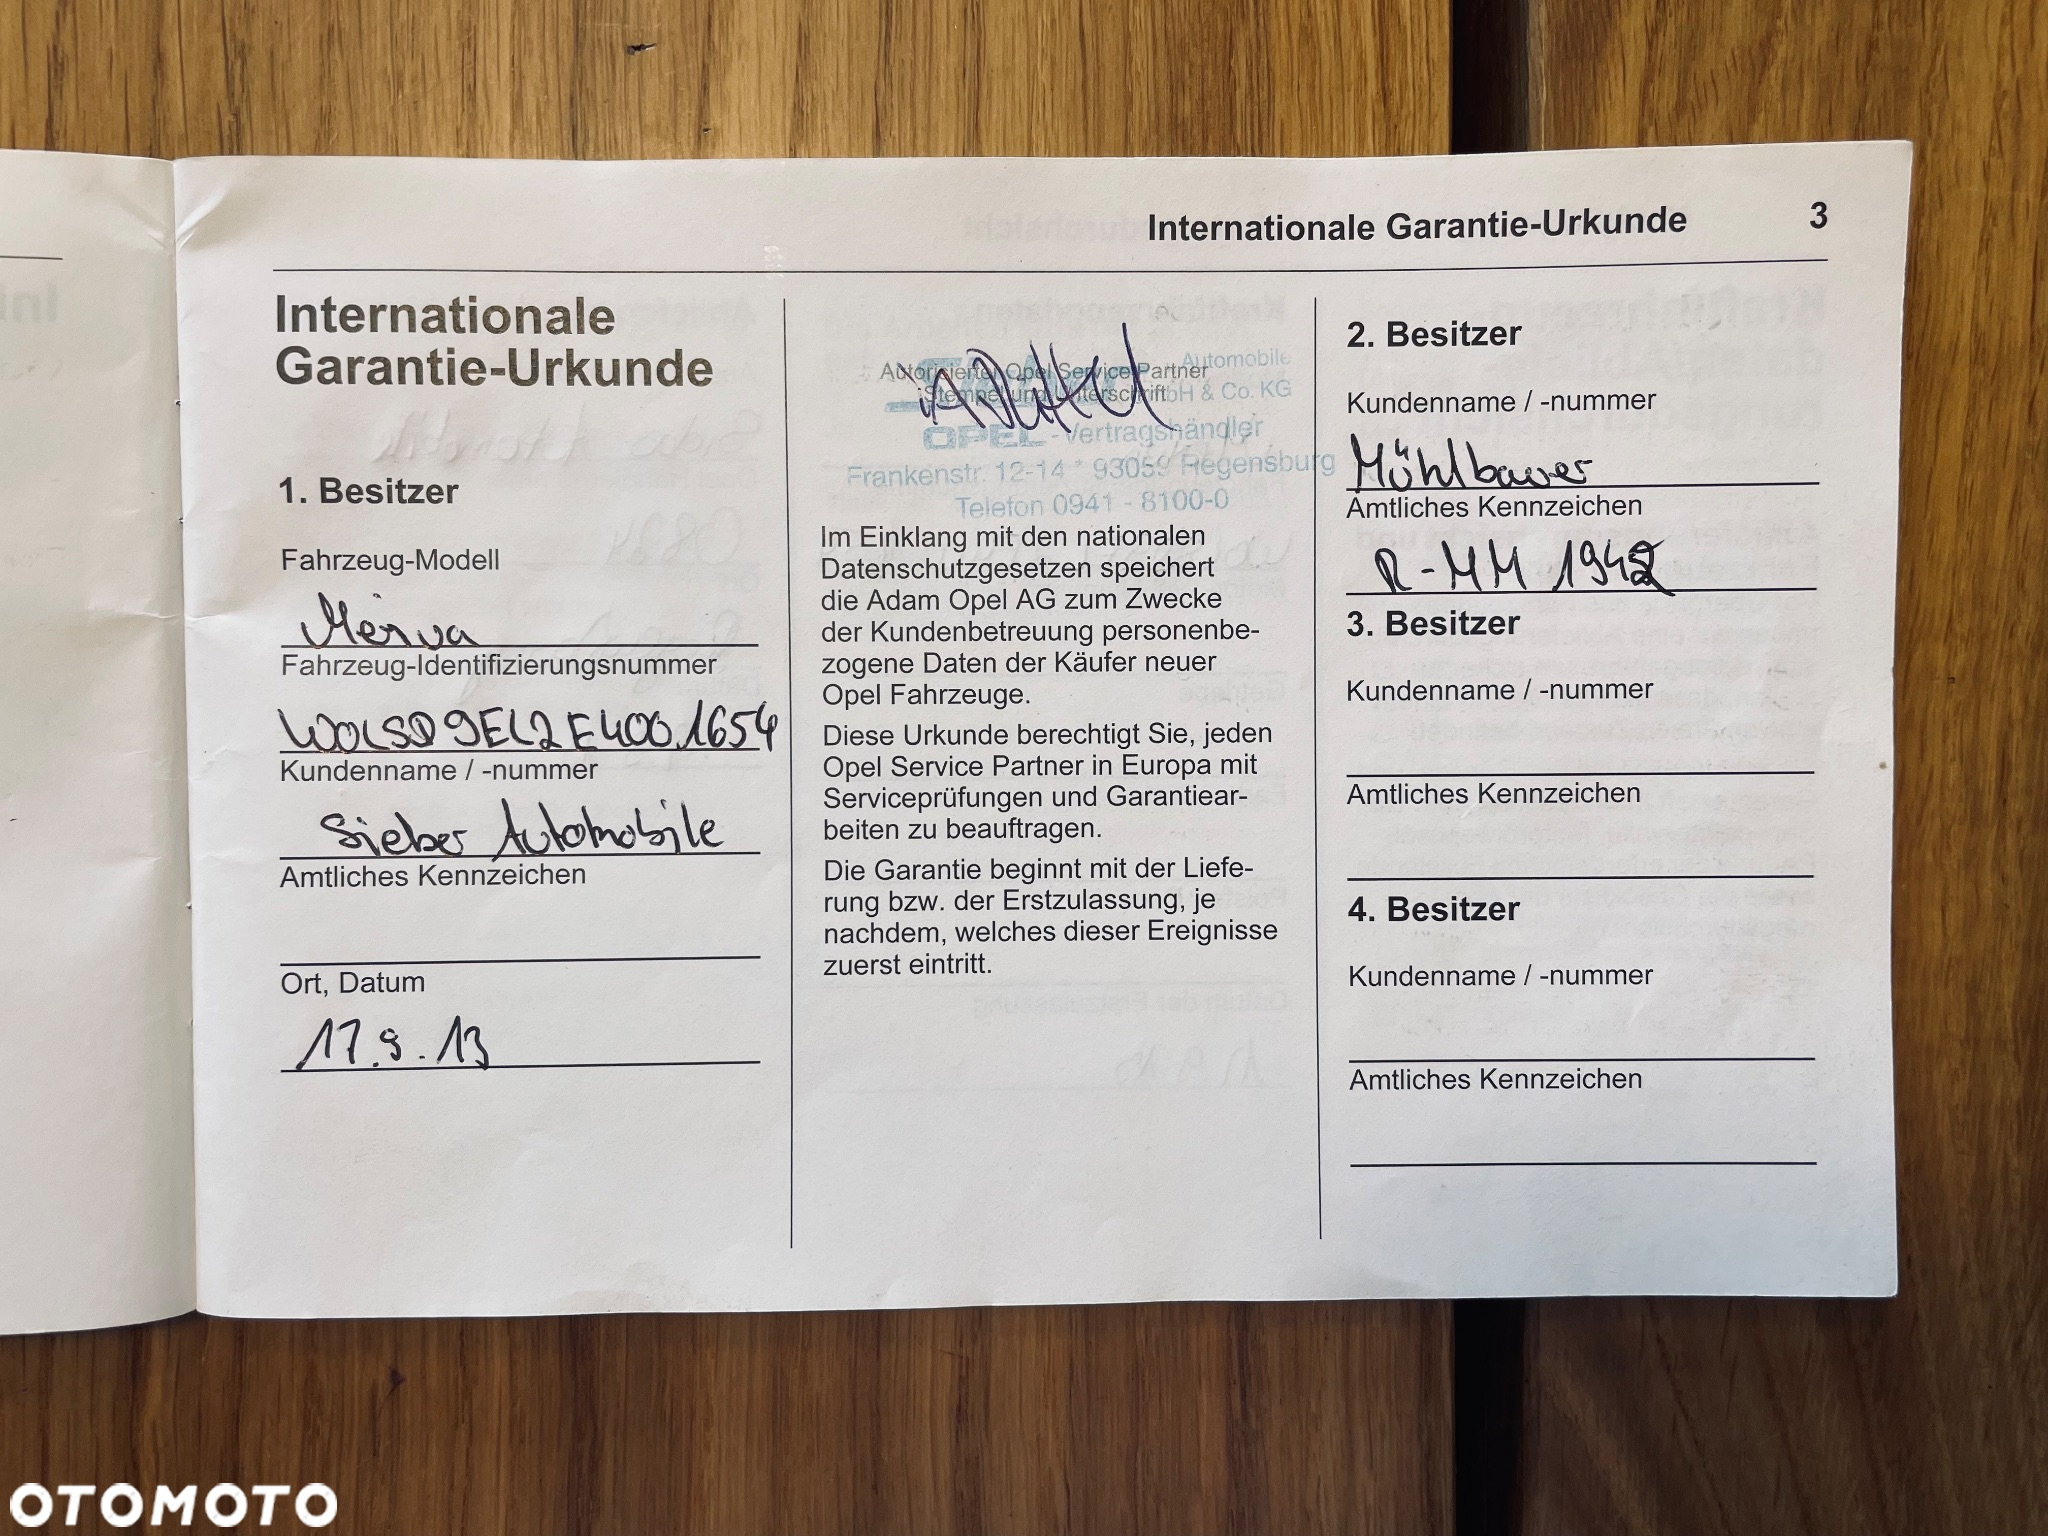 Internationale Garantie-Urkunde 3
Internationale
Garantie-Urkunde
1. Besitzer
Fahrzeug-Modell
Meriva
Fahrzeug-Identifizierungsnummer
W0LSD9EL2E4001654
Kundenname / -nummer
Sieber Automobile
Amtliches Kennzeichen
Ort, Datum
17.9.13
Automobile
Autorisierter Opel Service Partner
Stempel und Unterschrift
GmbH & Co. KG
OPEL -Vertragshändler
Frankenstr. 12-14 * 93059 Regensburg
Telefon 0941 - 8100-0
Im Einklang mit den nationalen
Datenschutzgesetzen speichert
die Adam Opel AG zum Zwecke
der Kundenbetreuung personenbe-
zogene Daten der Käufer neuer
Opel Fahrzeuge.
Diese Urkunde berechtigt Sie, jeden
Opel Service Partner in Europa mit
Serviceprüfungen und Garantiear-
beiten zu beauftragen.
Die Garantie beginnt mit der Liefe-
rung bzw. der Erstzulassung, je
nachdem, welches dieser Ereignisse
zuerst eintritt.
2. Besitzer
Kundenname / -nummer
Mühlbauer
Amtliches Kennzeichen
R-MM 1942
3. Besitzer
Kundenname / -nummer
Amtliches Kennzeichen
4. Besitzer
Kundenname / -nummer
Amtliches Kennzeichen
OTOMOTO